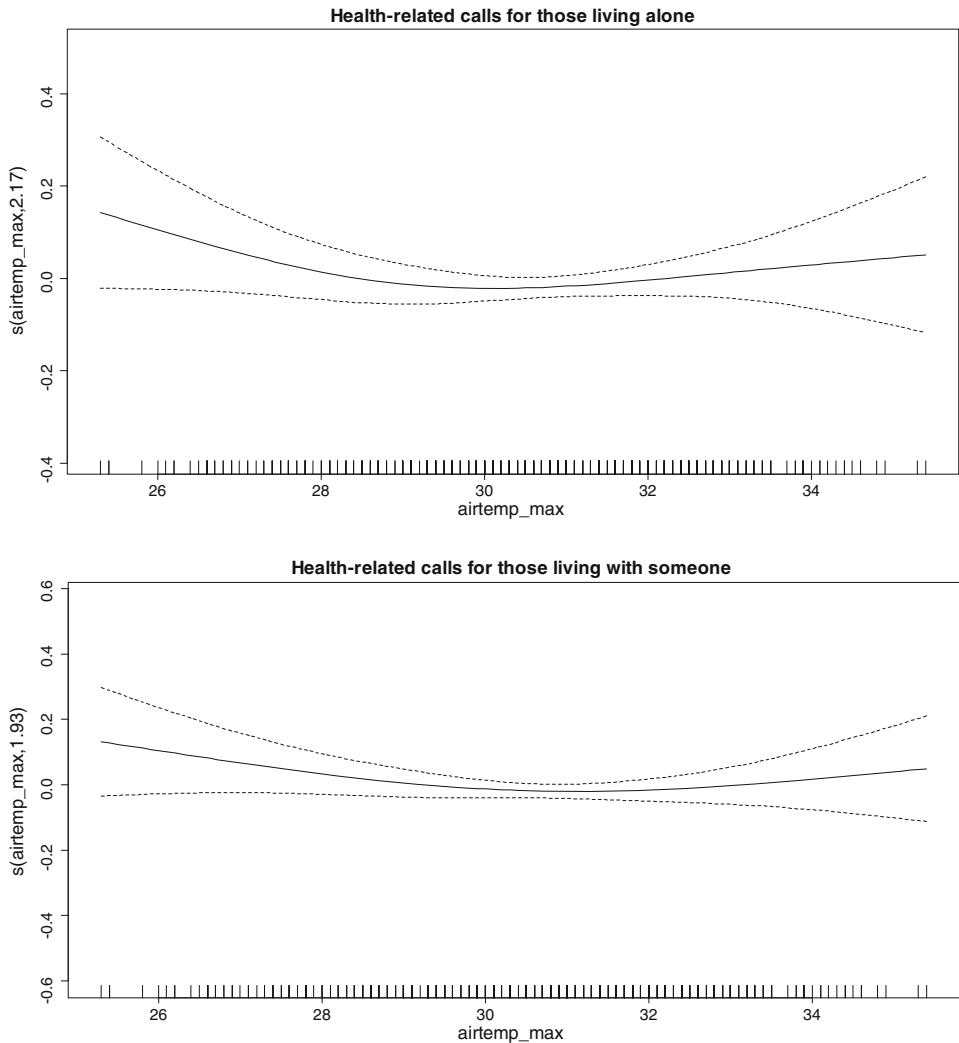 Health-related calls for those living alone
0.4
0.2
0.0
-0.2
-0.4
s(airtemp_max,2.17)
26 28 30 32 34
airtemp_max
Health-related calls for those living with someone
0.6
0.4
0.2
0.0
-0.2
-0.4
-0.6
s(airtemp_max,1.93)
26 28 30 32 34
airtemp_max